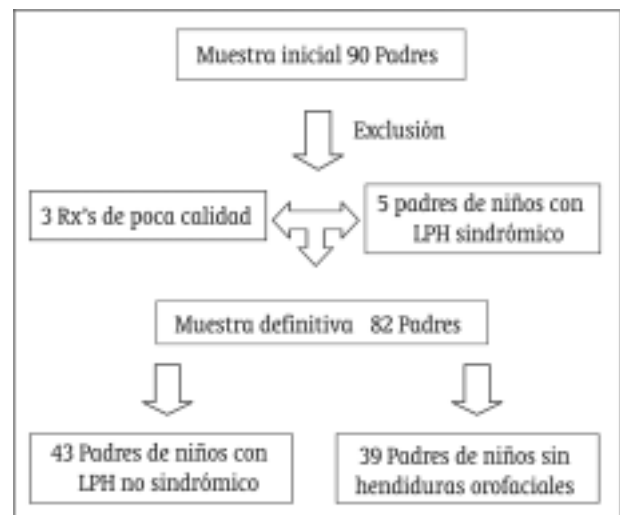 Muestra inicial 90 Padres
Exclusión
3 Rx's de poca calidad
5 padres de niños con
LPH sindrómico
Muestra definitiva 82 Padres
43 Padres de niños con
LPH no sindrómico
39 Padres de niños sin
hendiduras orofaciales